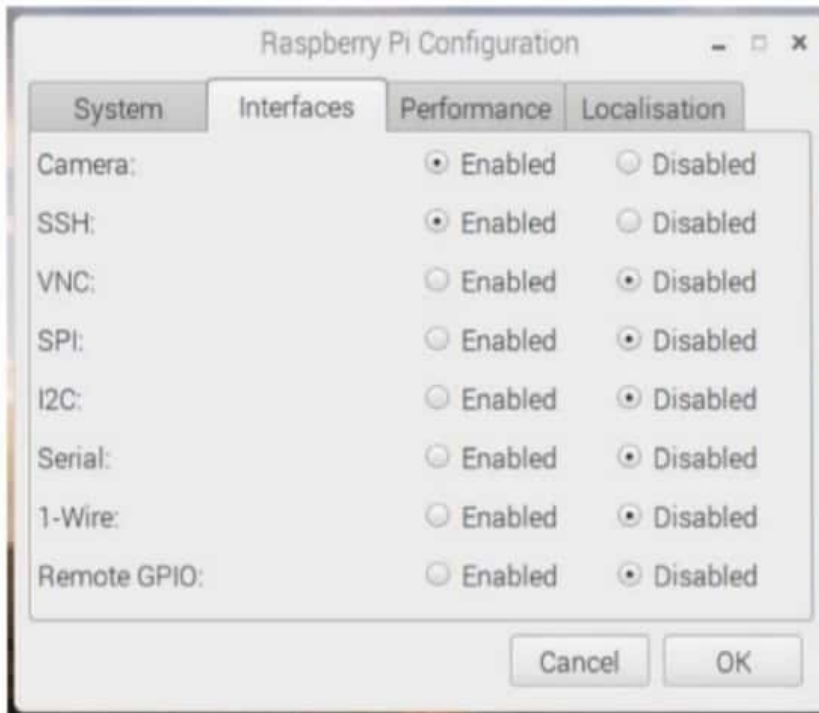 Raspberry Pi Configuration
System Interfaces Performance Localisation
Camera: Enabled Disabled
SSH: Enabled Disabled
VNC: Enabled Disabled
SPI: Enabled Disabled
I2C: Enabled Disabled
Serial: Enabled Disabled
1-Wire: Enabled Disabled
Remote GPIO: Enabled Disabled
Cancel OK